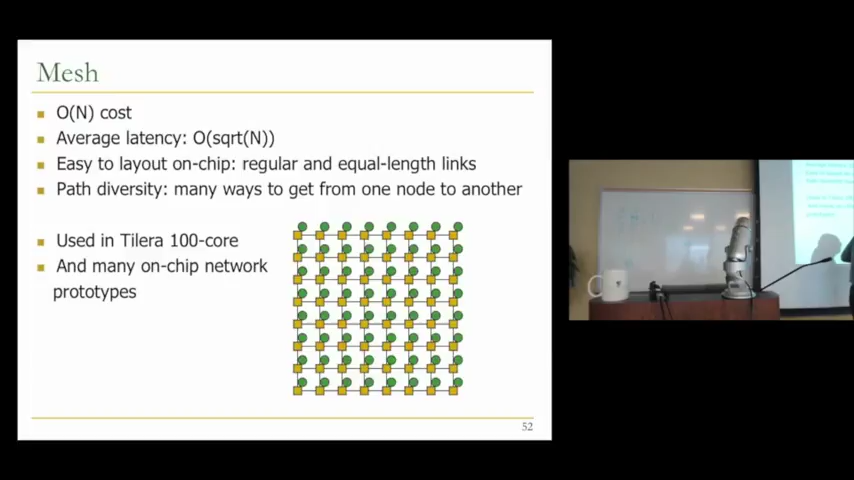 Mesh
O(N) cost
Average latency: O(sqrt(N))
Easy to layout on-chip: regular and equal-length links
Path diversity: many ways to get from one node to another
Used in Tilera 100-core
And many on-chip network
prototypes
52